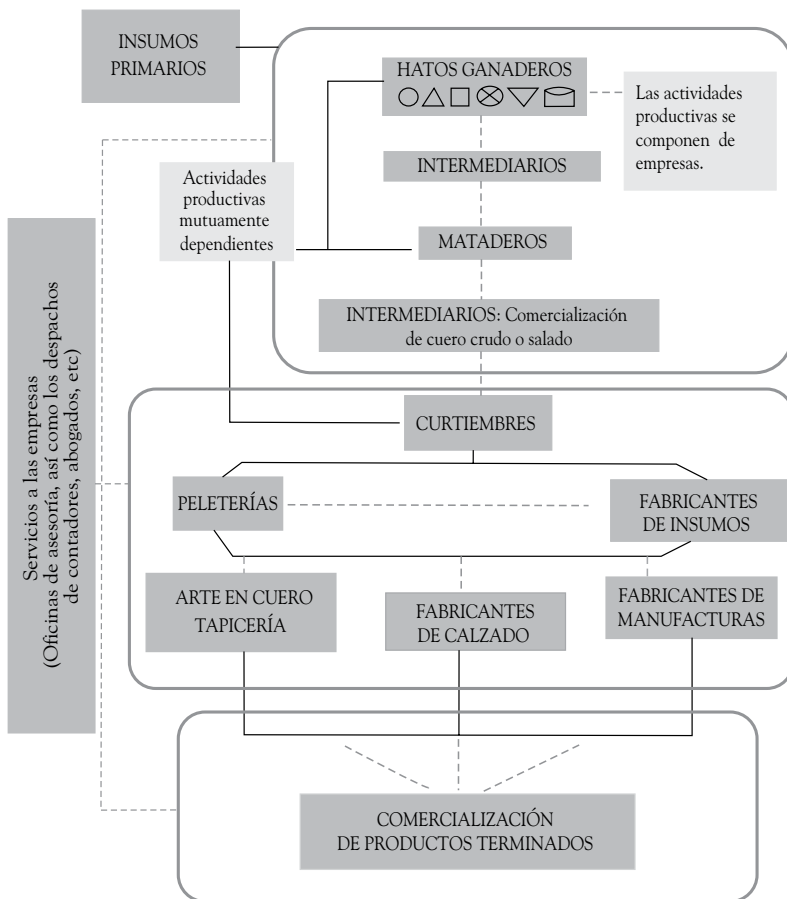 INSUMOS
PRIMARIOS
HATOS GANADEROS
Las actividades
productivas se
componen de
empresas.
INTERMEDIARIOS
Actividades
productivas
mutuamente
dependientes
MATADEROS
INTERMEDIARIOS: Comercialización
de cuero crudo o salado
Servicios a las empresas
(Oficinas de asesoría, así como los despachos
de contadores, abogados, etc)
CURTIEMBRES
PELETERÍAS
FABRICANTES
DE INSUMOS
ARTE EN CUERO
TAPICERÍA
FABRICANTES
DE CALZADO
FABRICANTES DE
MANUFACTURAS
COMERCIALIZACIÓN
DE PRODUCTOS TERMINADOS